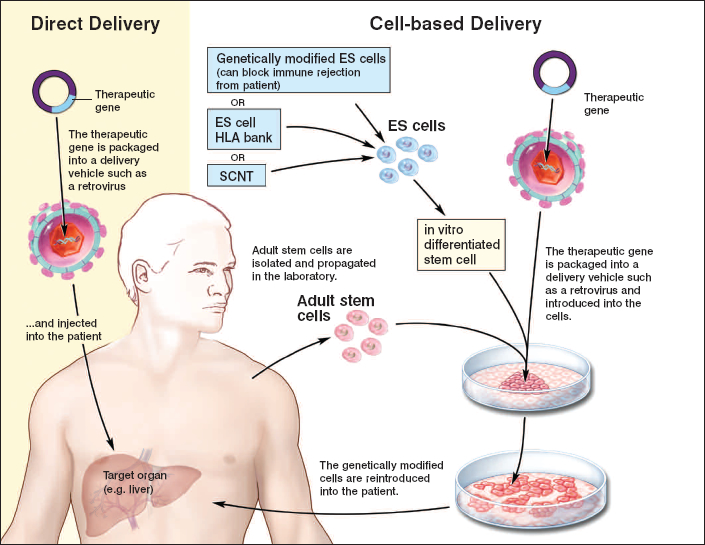 Direct Delivery
Therapeutic
gene
The therapeutic
gene is packaged
into a delivery
vehicle such as
a retrovirus
...and injected
into the patient
Target organ
(e.g. liver)
Cell-based Delivery
Genetically modified ES cells
(can block immune rejection
from patient)
OR
ES cell
HLA bank
OR
SCNT
ES cells
in vitro
differentiated
stem cell
Therapeutic
gene
The therapeutic gene
is packaged into a
delivery vehicle such
as a retrovirus and
introduced into the
cells.
Adult stem cells are
isolated and propagated
in the laboratory.
Adult stem
cells
The genetically modified
cells are reintroduced
into the patient.